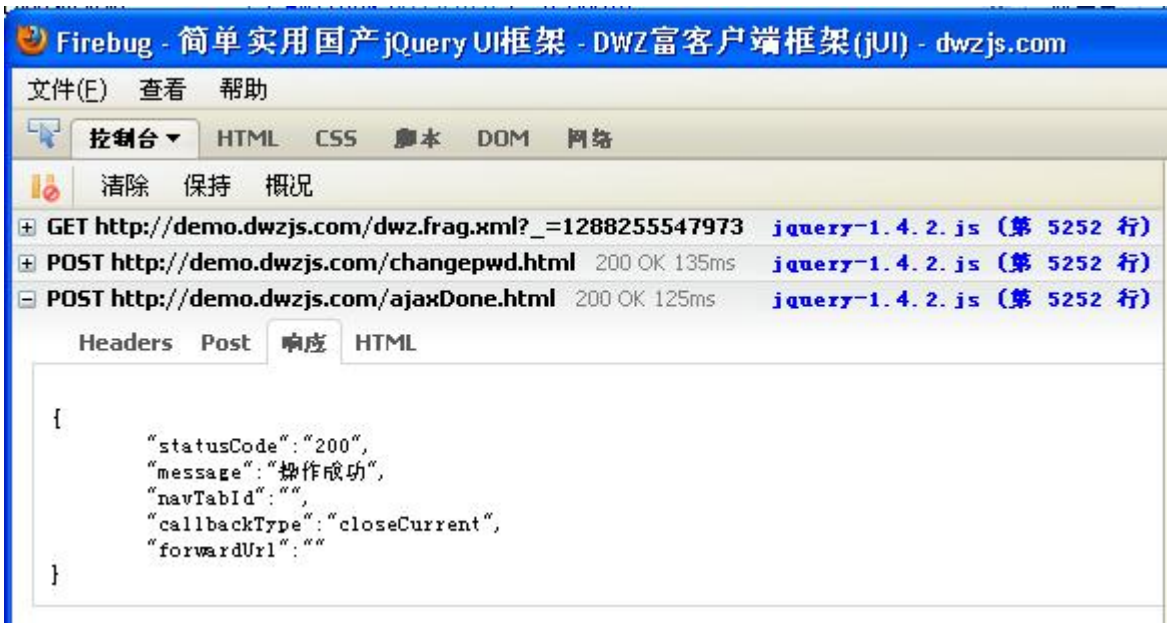 Firebug - 简单实用国产jQuery UI框架 - DWZ富客户端框架(jUI) - dwzjs.com
文件(F) 查看 帮助
控制台 HTML CSS 脚本 DOM 网络
清除 保持 概况
GET http://demo.dwzjs.com/dwz.frag.xml?_=1288255547973 jquery-1.4.2.js (第 5252 行)
POST http://demo.dwzjs.com/changepwd.html 200 OK 135ms jquery-1.4.2.js (第 5252 行)
POST http://demo.dwzjs.com/ajaxDone.html 200 OK 125ms jquery-1.4.2.js (第 5252 行)
Headers Post 响应 HTML
{
"statusCode":"200",
"message":"操作成功",
"navTabId":"",
"callbackType":"closeCurrent",
"forwardUrl":""
}